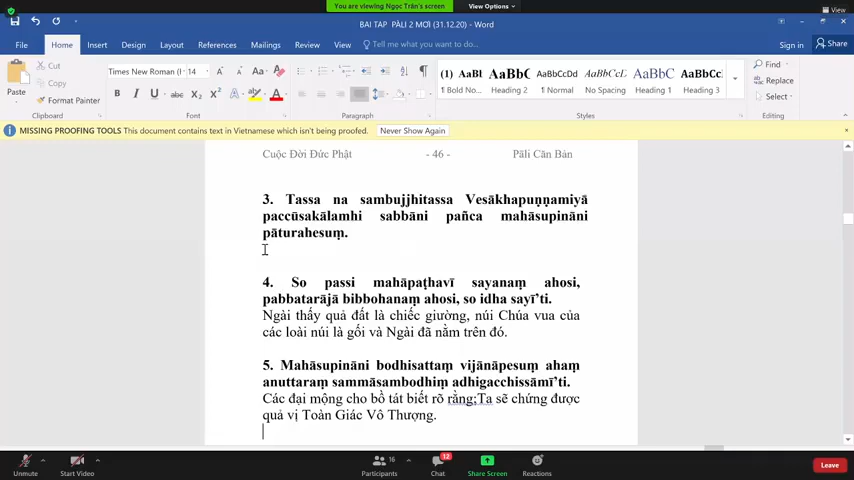 You are viewing Ngọc Trân's screen
View Options
View
BAI TAP PĀLI 2 MƠI (31.12.20) - Word
File
Home
Insert
Design
Layout
References
Mailings
Review
View
Tell me what you want to do...
Sign in
Share
Paste
Cut
Copy
Format Painter
Clipboard
Times New Roman (I
14
Font
Paragraph
(1) AaBl
AaBbC
AaBbCcDd
AaBbCcL
AaBbC
AaBbCc
¶ Bold No...
Heading 2
¶ Normal
No Spacing
Heading 1
Heading 3
Styles
Find
Replace
Select
Editing
MISSING PROOFING TOOLS This document contains text in Vietnamese which isn't being proofed.
Never Show Again
Cuộc Đời Đức Phật
- 46 -
Pāli Căn Bản
3. Tassa na sambujjhitassa Vesākhapuṇṇamiyā
paccūsakālamhi sabbāni pañca mahāsupināni
pāturahesuṃ.
4. So passi mahāpaṭhavī sayanaṃ ahosi,
pabbatarājā bibbohanaṃ ahosi, so idha sayī'ti.
Ngài thấy quả đất là chiếc giường, núi Chúa vua của
các loài núi là gối và Ngài đã nằm trên đó.
5. Mahāsupināni bodhisattaṃ vijānāpesuṃ ahaṃ
anuttaraṃ sammāsambodhiṃ adhigacchissāmī'ti.
Các đại mộng cho bồ tát biết rõ rằng;Ta sẽ chứng được
quả vị Toàn Giác Vô Thượng.
Unmute
Start Video
16
Participants
12
Chat
Share Screen
Reactions
Leave